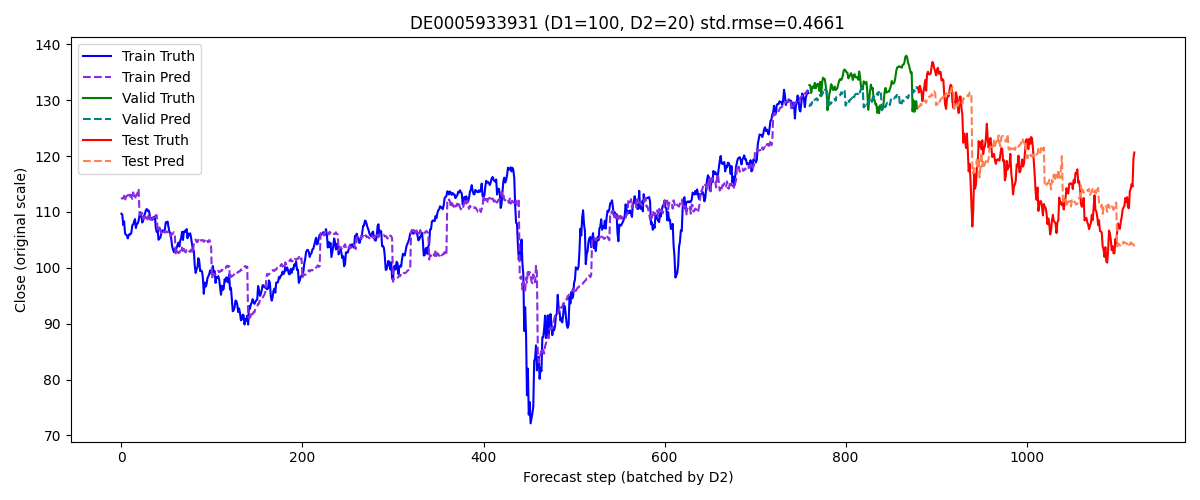 DE0005933931 (D1=100, D2=20) std.rmse=0.4661
Train Truth
Train Pred
Valid Truth
Valid Pred
Test Truth
Test Pred
Close (original scale)
140
130
120
110
100
90
80
70
0
200
400
600
800
1000
Forecast step (batched by D2)